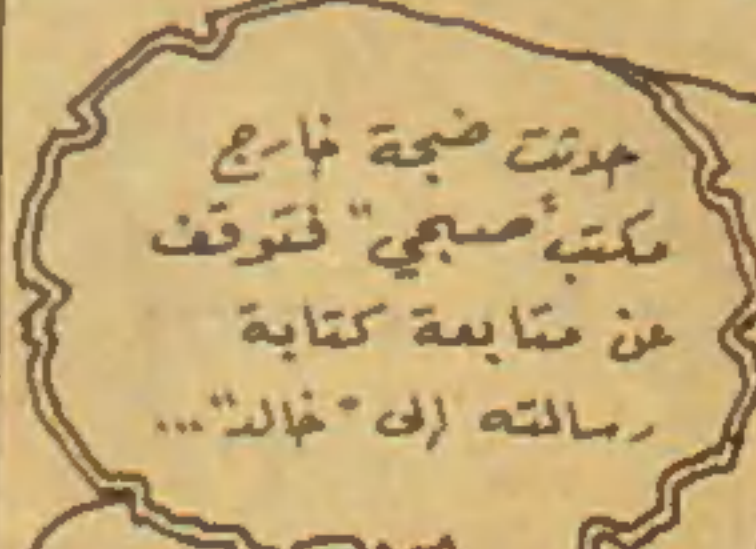 حدثت ضجة خارج
مكتب "صبحي" فتوقف
عن متابعة كتابة
رسالته إلى "خالد"...